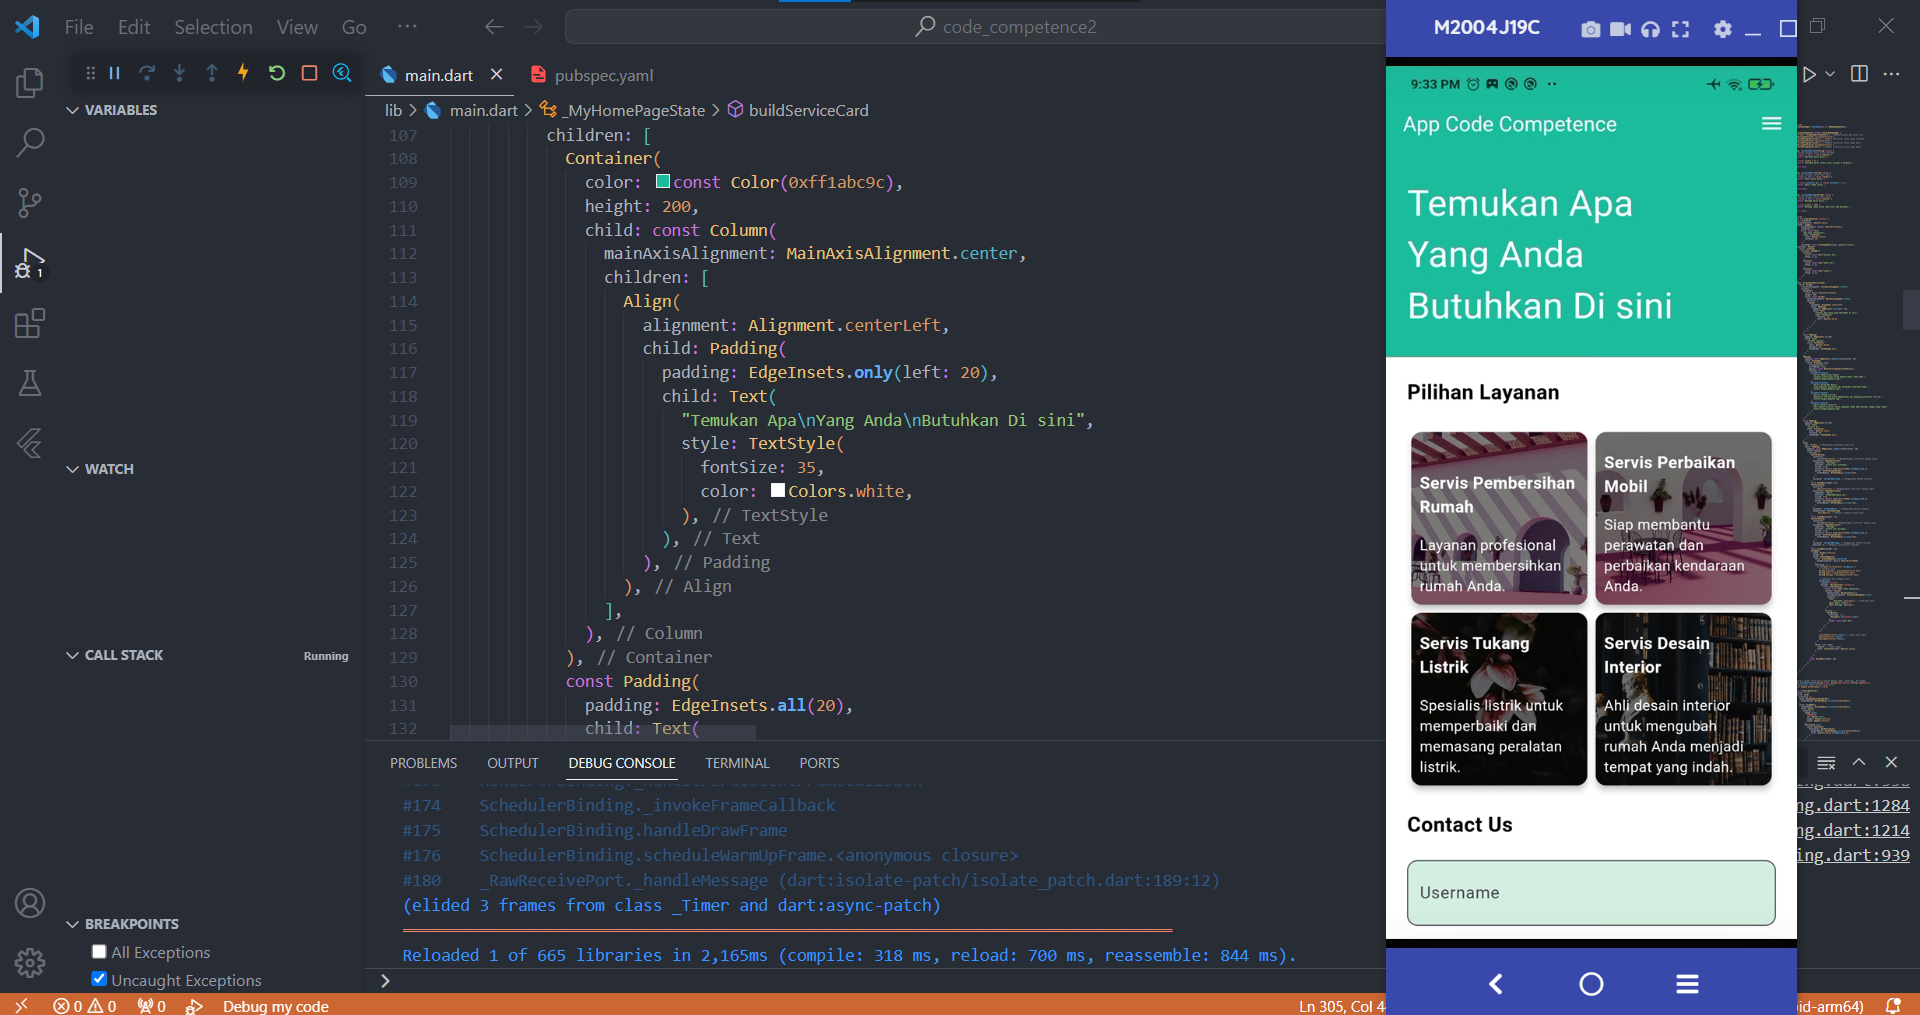 File Edit Selection View Go ···
code_competence2
VARIABLES
WATCH
CALL STACK
Running
BREAKPOINTS
All Exceptions
Uncaught Exceptions
1
main.dart
pubspec.yaml
lib > main.dart > _MyHomePageState > buildServiceCard
107 children: [
108 Container(
109 color: const Color(0xff1abc9c),
110 height: 200,
111 child: const Column(
112 mainAxisAlignment: MainAxisAlignment.center,
113 children: [
114 Align(
115 alignment: Alignment.centerLeft,
116 child: Padding(
117 padding: EdgeInsets.only(left: 20),
118 child: Text(
119 "Temukan Apa\nYang Anda\nButuhkan Di sini",
120 style: TextStyle(
121 fontSize: 35,
122 color: Colors.white,
123 ), // TextStyle
124 ), // Text
125 ), // Padding
126 ), // Align
127 ],
128 ), // Column
129 ), // Container
130 const Padding(
131 padding: EdgeInsets.all(20),
132 child: Text(
PROBLEMS OUTPUT DEBUG CONSOLE TERMINAL PORTS
#174 SchedulerBinding._invokeFrameCallback
ng.dart:1284
#175 SchedulerBinding.handleDrawFrame
ng.dart:1214
#176 SchedulerBinding.scheduleWarmUpFrame.<anonymous closure>
ing.dart:939
#180 _RawReceivePort._handleMessage (dart:isolate-patch/isolate_patch.dart:189:12)
(elided 3 frames from class _Timer and dart:async-patch)
Reloaded 1 of 665 libraries in 2,165ms (compile: 318 ms, reload: 700 ms, reassemble: 844 ms).
>
0 0 0 Debug my code
Ln 305, Col 4
id-arm64)
M2004J19C
9:33 PM
App Code Competence
Temukan Apa
Yang Anda
Butuhkan Di sini
Pilihan Layanan
Servis Pembersihan
Rumah
Layanan profesional
untuk membersihkan
rumah Anda.
Servis Perbaikan
Mobil
Siap membantu
perawatan dan
perbaikan kendaraan
Anda.
Servis Tukang
Listrik
Spesialis listrik untuk
memperbaiki dan
memasang peralatan
listrik.
Servis Desain
Interior
Ahli desain interior
untuk mengubah
rumah Anda menjadi
tempat yang indah.
Contact Us
Username